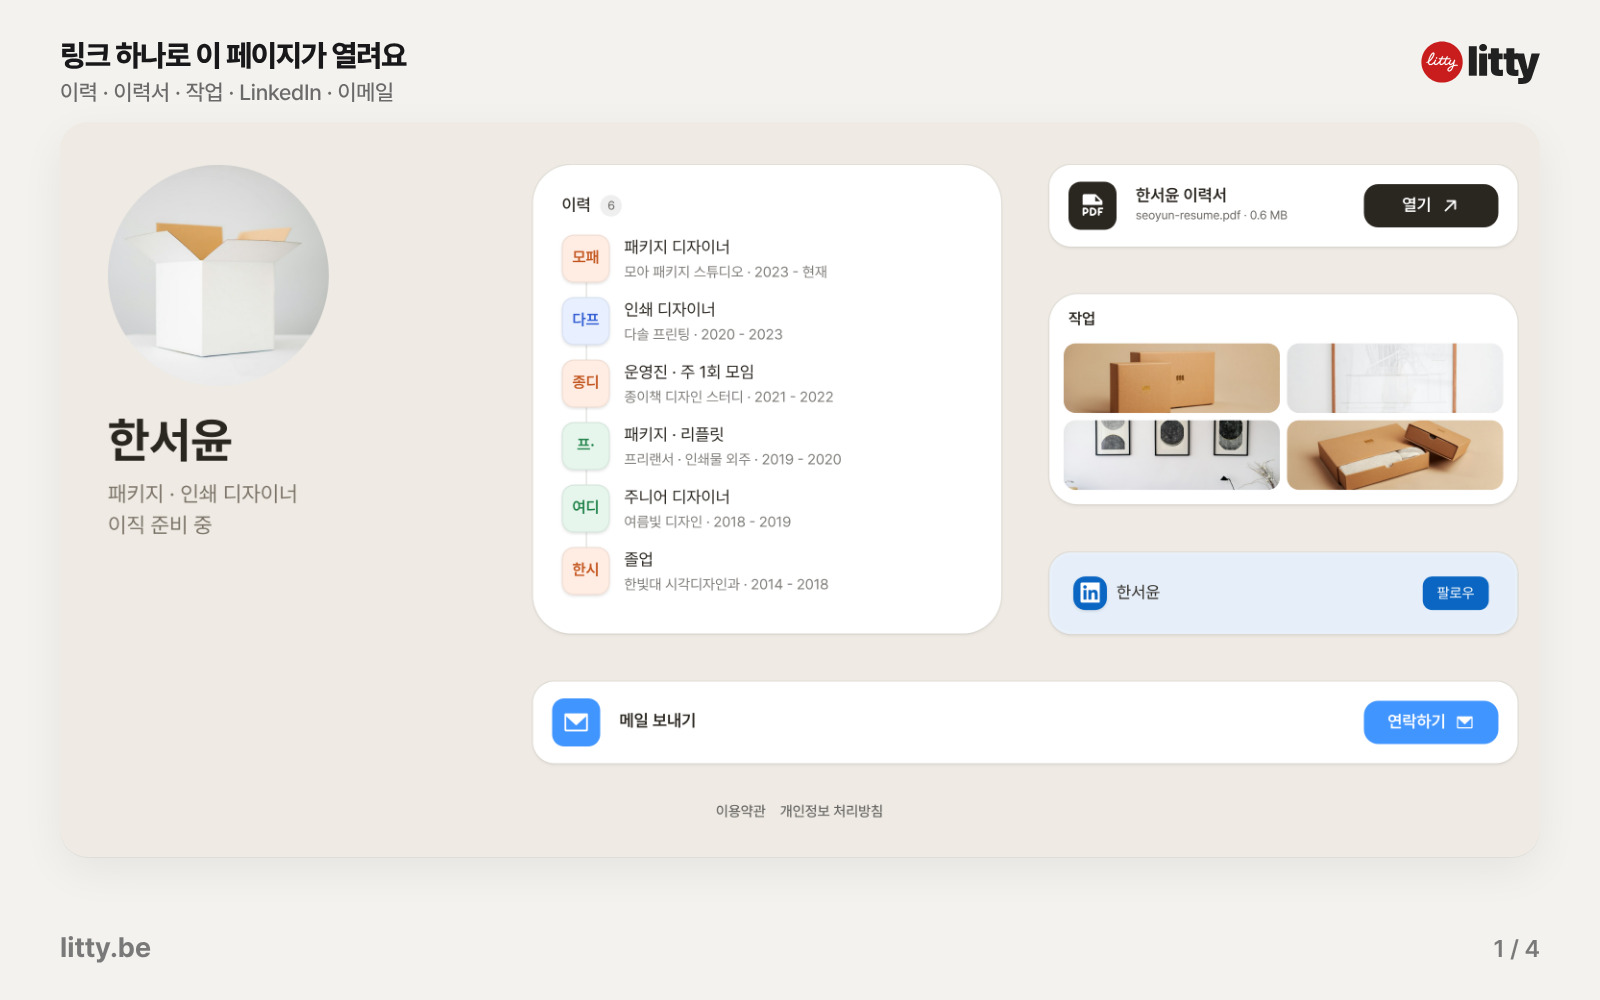 링크 하나로 이 페이지가 열려요
이력 · 이력서 · 작업 · LinkedIn · 이메일
litty litty
한서윤
패키지 · 인쇄 디자이너
이직 준비 중
이력 6
모패
패키지 디자이너
모아 패키지 스튜디오 · 2023 - 현재
다프
인쇄 디자이너
다솔 프린팅 · 2020 - 2023
종디
운영진 · 주 1회 모임
종이책 디자인 스터디 · 2021 - 2022
프·
패키지 · 리플릿
프리랜서 · 인쇄물 외주 · 2019 - 2020
여디
주니어 디자이너
여름빛 디자인 · 2018 - 2019
한시
졸업
한빛대 시각디자인과 · 2014 - 2018
PDF
한서윤 이력서
seoyun-resume.pdf · 0.6 MB
열기
작업
in 한서윤
팔로우
메일 보내기
연락하기
이용약관 개인정보 처리방침
litty.be
1 / 4